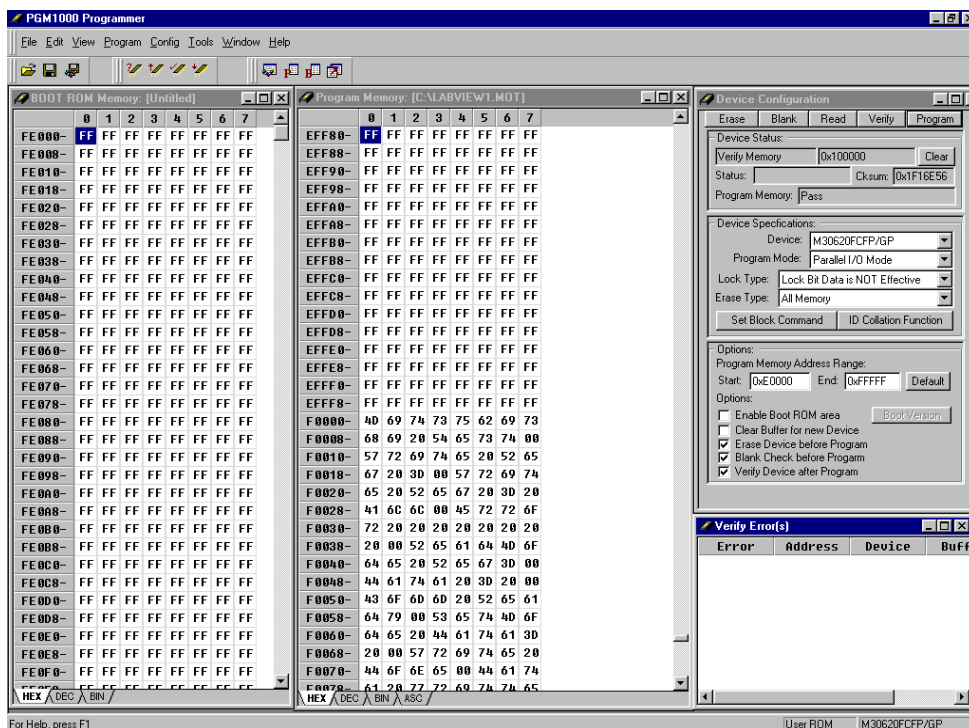 PGM1000 Programmer
File Edit View Program Config Tools Window Help
BOOT ROM Memory: [Untitled]
0 1 2 3 4 5 6 7
FE000- FF FF FF FF FF FF FF FF
FE008- FF FF FF FF FF FF FF FF
FE010- FF FF FF FF FF FF FF FF
FE018- FF FF FF FF FF FF FF FF
FE020- FF FF FF FF FF FF FF FF
FE028- FF FF FF FF FF FF FF FF
FE030- FF FF FF FF FF FF FF FF
FE038- FF FF FF FF FF FF FF FF
FE040- FF FF FF FF FF FF FF FF
FE048- FF FF FF FF FF FF FF FF
FE050- FF FF FF FF FF FF FF FF
FE058- FF FF FF FF FF FF FF FF
FE060- FF FF FF FF FF FF FF FF
FE068- FF FF FF FF FF FF FF FF
FE070- FF FF FF FF FF FF FF FF
FE078- FF FF FF FF FF FF FF FF
FE080- FF FF FF FF FF FF FF FF
FE088- FF FF FF FF FF FF FF FF
FE090- FF FF FF FF FF FF FF FF
FE098- FF FF FF FF FF FF FF FF
FE0A0- FF FF FF FF FF FF FF FF
FE0A8- FF FF FF FF FF FF FF FF
FE0B0- FF FF FF FF FF FF FF FF
FE0B8- FF FF FF FF FF FF FF FF
FE0C0- FF FF FF FF FF FF FF FF
FE0C8- FF FF FF FF FF FF FF FF
FE0D0- FF FF FF FF FF FF FF FF
FE0D8- FF FF FF FF FF FF FF FF
FE0E0- FF FF FF FF FF FF FF FF
FE0E8- FF FF FF FF FF FF FF FF
FE0F0- FF FF FF FF FF FF FF FF
HEX DEC BIN
Program Memory: [C:\LABVIEW1.MOT]
0 1 2 3 4 5 6 7
EFF80- FF FF FF FF FF FF FF FF
EFF88- FF FF FF FF FF FF FF FF
EFF90- FF FF FF FF FF FF FF FF
EFF98- FF FF FF FF FF FF FF FF
EFFA0- FF FF FF FF FF FF FF FF
EFFA8- FF FF FF FF FF FF FF FF
EFFB0- FF FF FF FF FF FF FF FF
EFFB8- FF FF FF FF FF FF FF FF
EFFC0- FF FF FF FF FF FF FF FF
EFFC8- FF FF FF FF FF FF FF FF
EFFD0- FF FF FF FF FF FF FF FF
EFFD8- FF FF FF FF FF FF FF FF
EFFE0- FF FF FF FF FF FF FF FF
EFFE8- FF FF FF FF FF FF FF FF
EFFF0- FF FF FF FF FF FF FF FF
EFFF8- FF FF FF FF FF FF FF FF
F0000- 4D 69 74 73 75 62 69 73
F0008- 68 69 20 54 65 73 74 00
F0010- 57 72 69 74 65 20 52 65
F0018- 67 20 3D 00 57 72 69 74
F0020- 65 20 52 65 67 20 3D 20
F0028- 41 6C 6C 00 45 72 72 6F
F0030- 72 20 20 20 20 20 20 20
F0038- 20 00 52 65 61 64 4D 6F
F0040- 64 65 20 52 65 67 3D 00
F0048- 44 61 74 61 20 3D 20 00
F0050- 43 6F 6D 6D 20 52 65 61
F0058- 64 79 00 53 65 74 4D 6F
F0060- 64 65 20 44 61 74 61 3D
F0068- 20 00 57 72 69 74 65 20
F0070- 44 6F 6E 65 00 44 61 74
F0078- 61 20 77 72 69 74 74 65
HEX DEC BIN ASC
Device Configuration
Erase Blank Read Verify Program
Device Status:
Verify Memory 0x100000 Clear
Status: Cksum: 0x1F16E56
Program Memory: Pass
Device Specfications:
Device: M30620FCFP/GP
Program Mode: Parallel I/O Mode
Lock Type: Lock Bit Data is NOT Effective
Erase Type: All Memory
Set Block Command ID Collation Function
Options:
Program Memory Address Range:
Start: 0xE0000 End: 0xFFFFF Default
Options:
Enable Boot ROM area Boot Version
Clear Buffer for new Device
Erase Device before Program
Blank Check before Progarm
Verify Device after Program
Verify Error(s)
Error Address Device Buff
For Help, press F1 User ROM M30620FCFP/GP